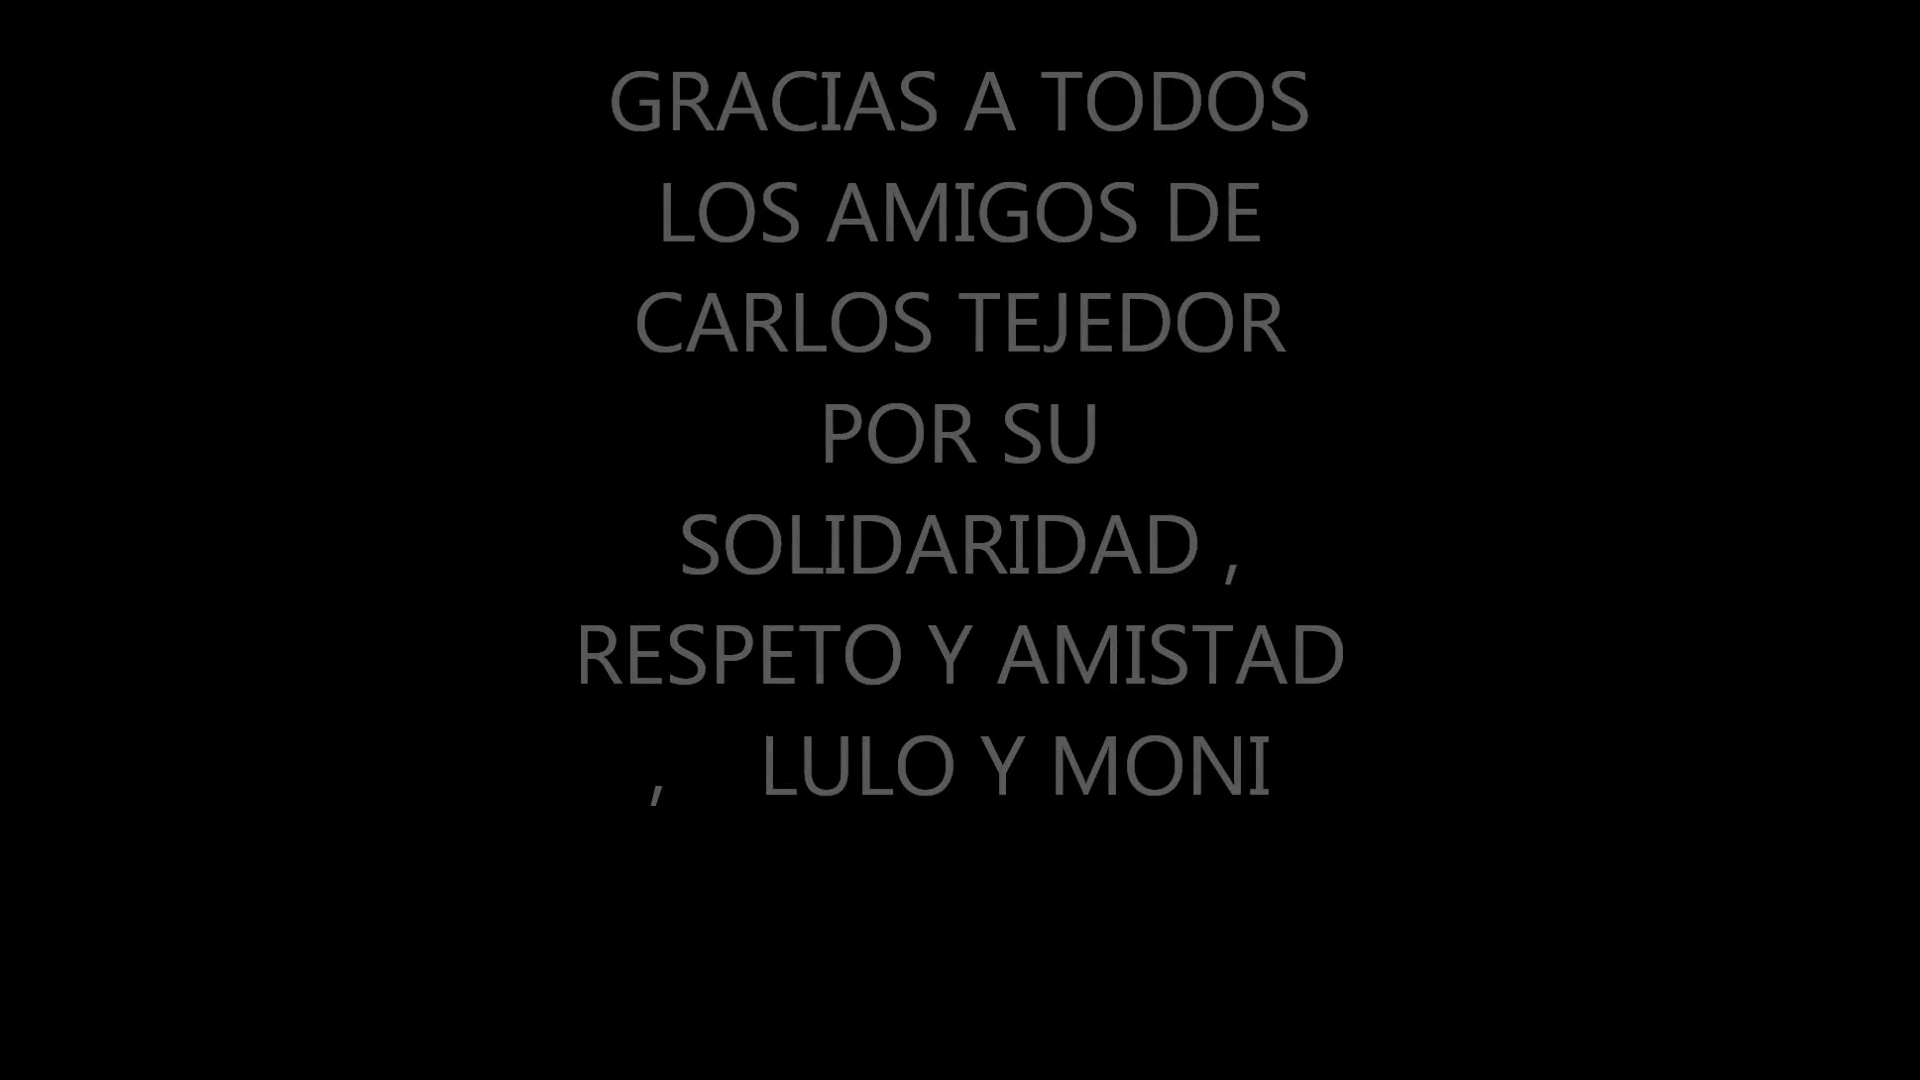 GRACIAS A TODOS
LOS AMIGOS DE
CARLOS TEJEDOR
POR SU
SOLIDARIDAD ,
RESPETO Y AMISTAD
, LULO Y MONI